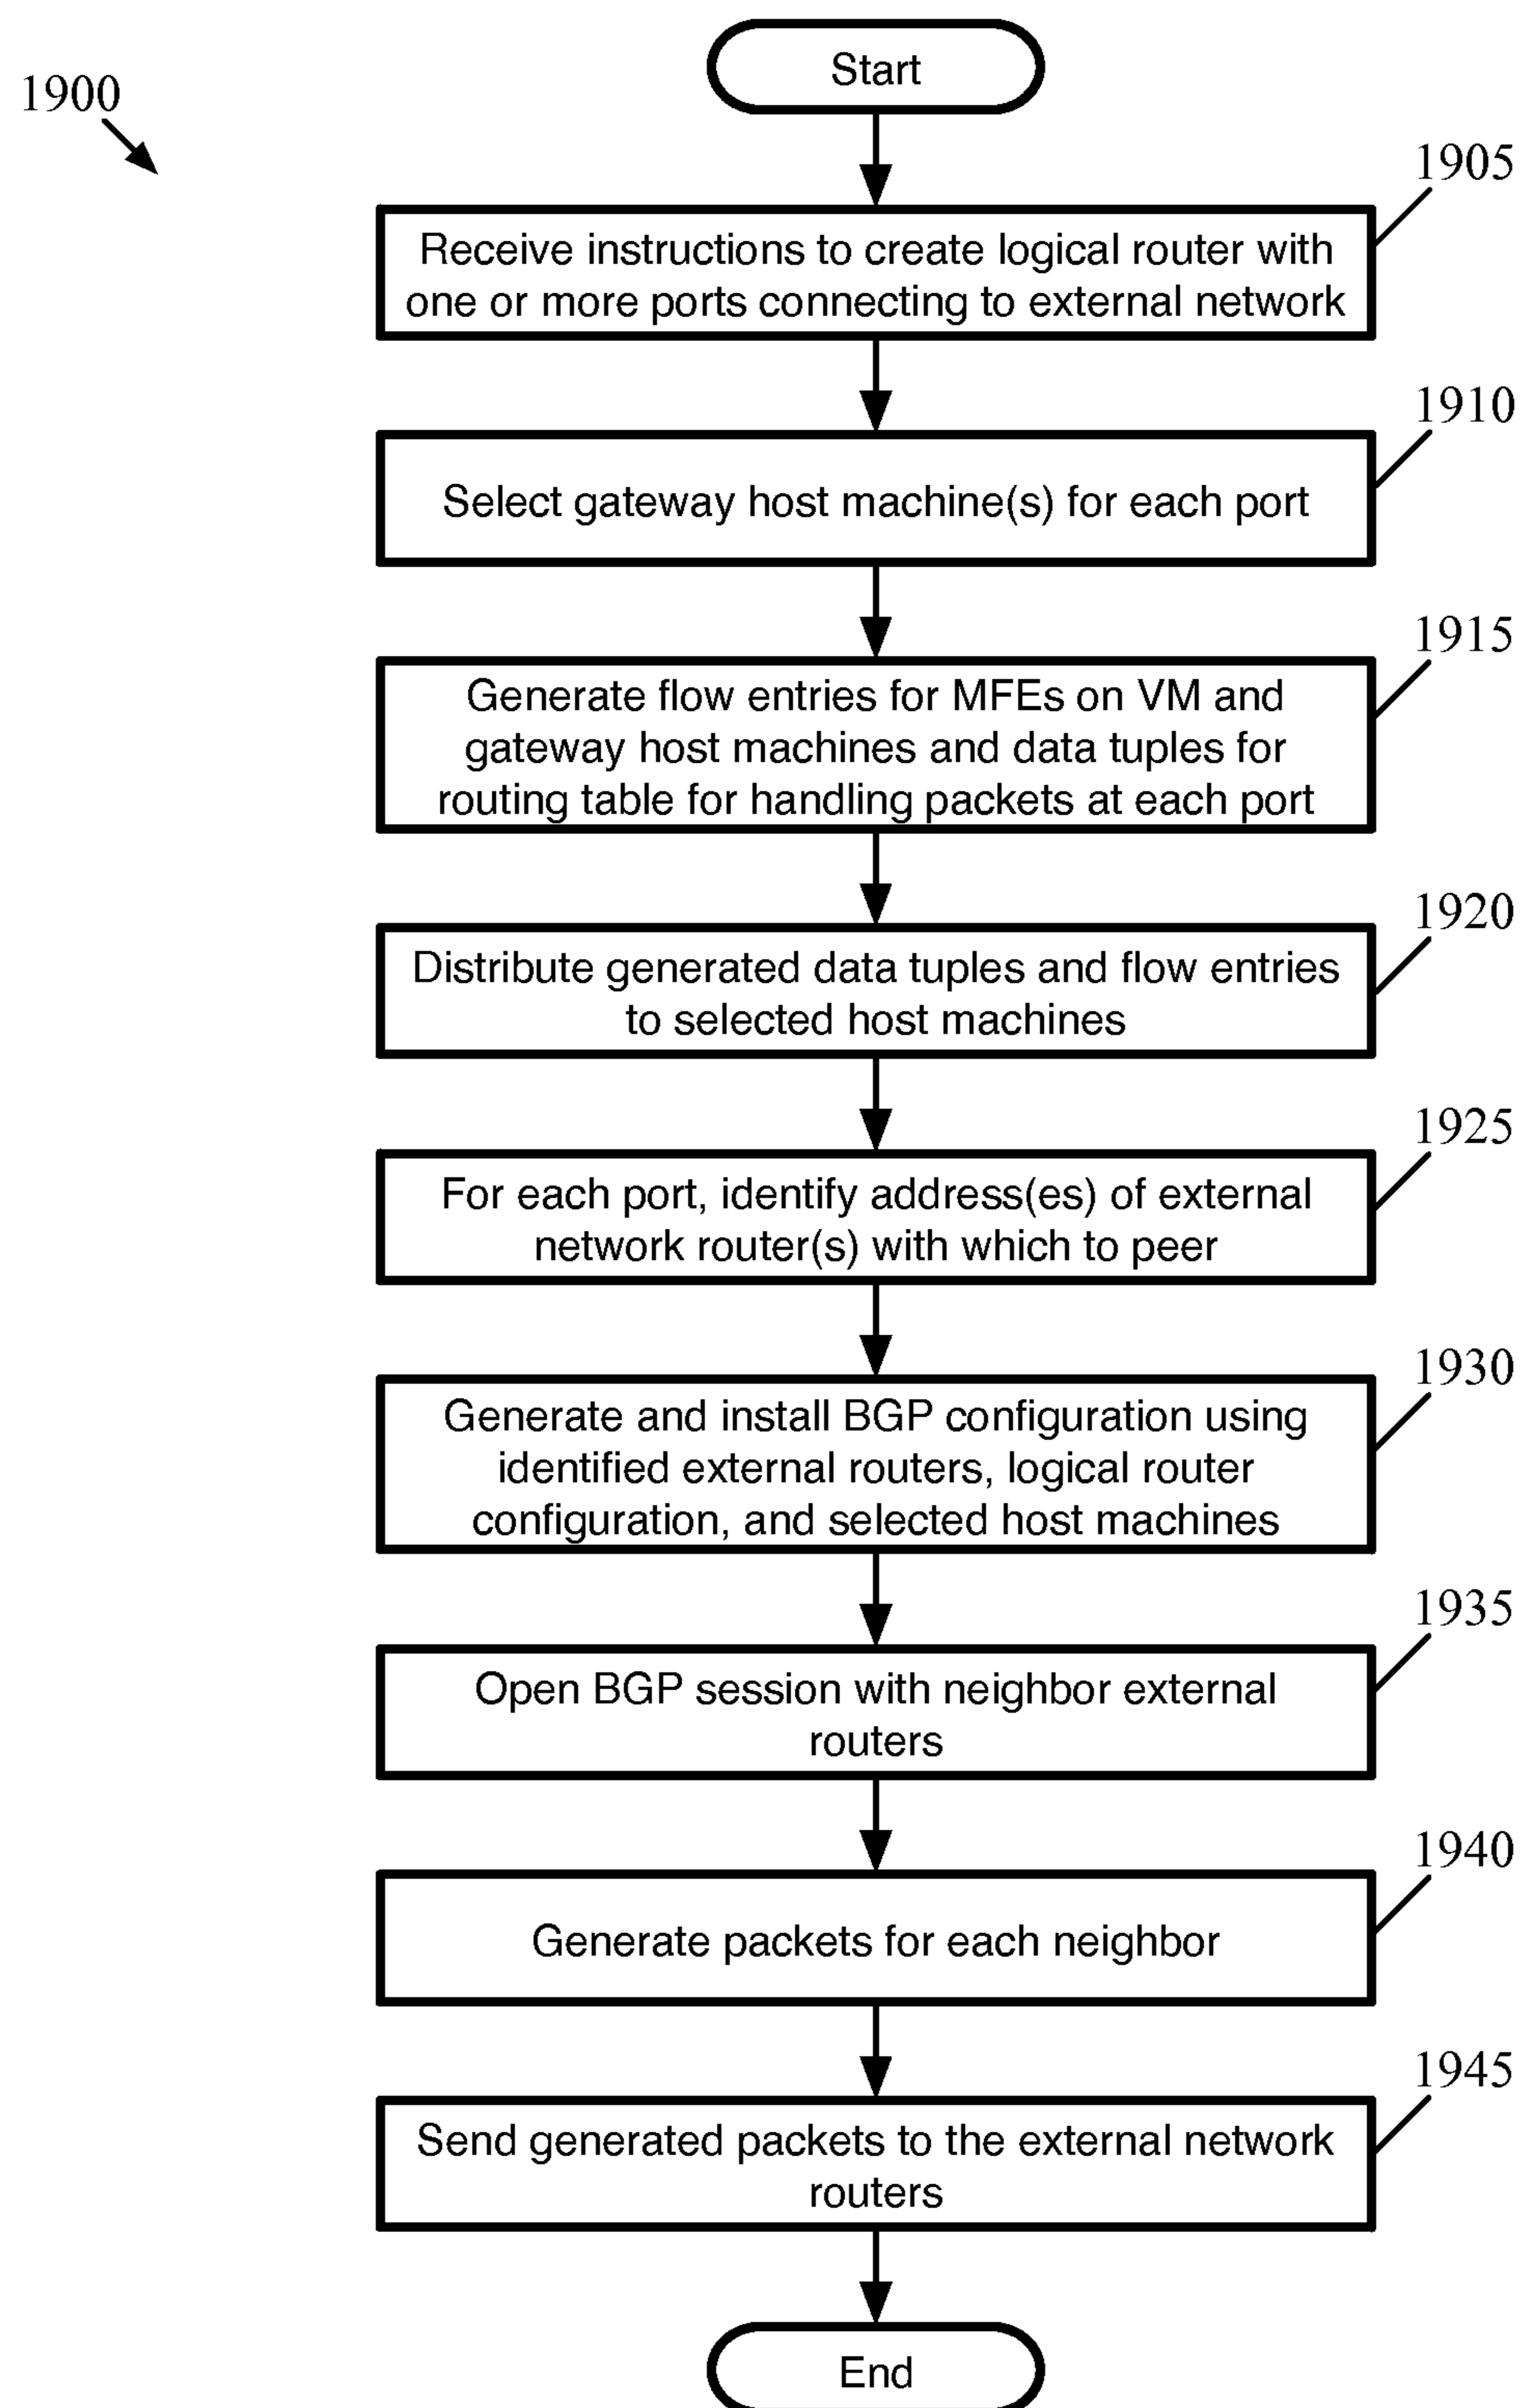 Start
1900
1905
Receive instructions to create logical router with
one or more ports connecting to external network
1910
Select gateway host machine(s) for each port
1915
Generate flow entries for MFEs on VM and
gateway host machines and data tuples for
routing table for handling packets at each port
1920
Distribute generated data tuples and flow entries
to selected host machines
1925
For each port, identify address(es) of external
network router(s) with which to peer
1930
Generate and install BGP configuration using
identified external routers, logical router
configuration, and selected host machines
1935
Open BGP session with neighbor external
routers
1940
Generate packets for each neighbor
1945
Send generated packets to the external network
routers
End